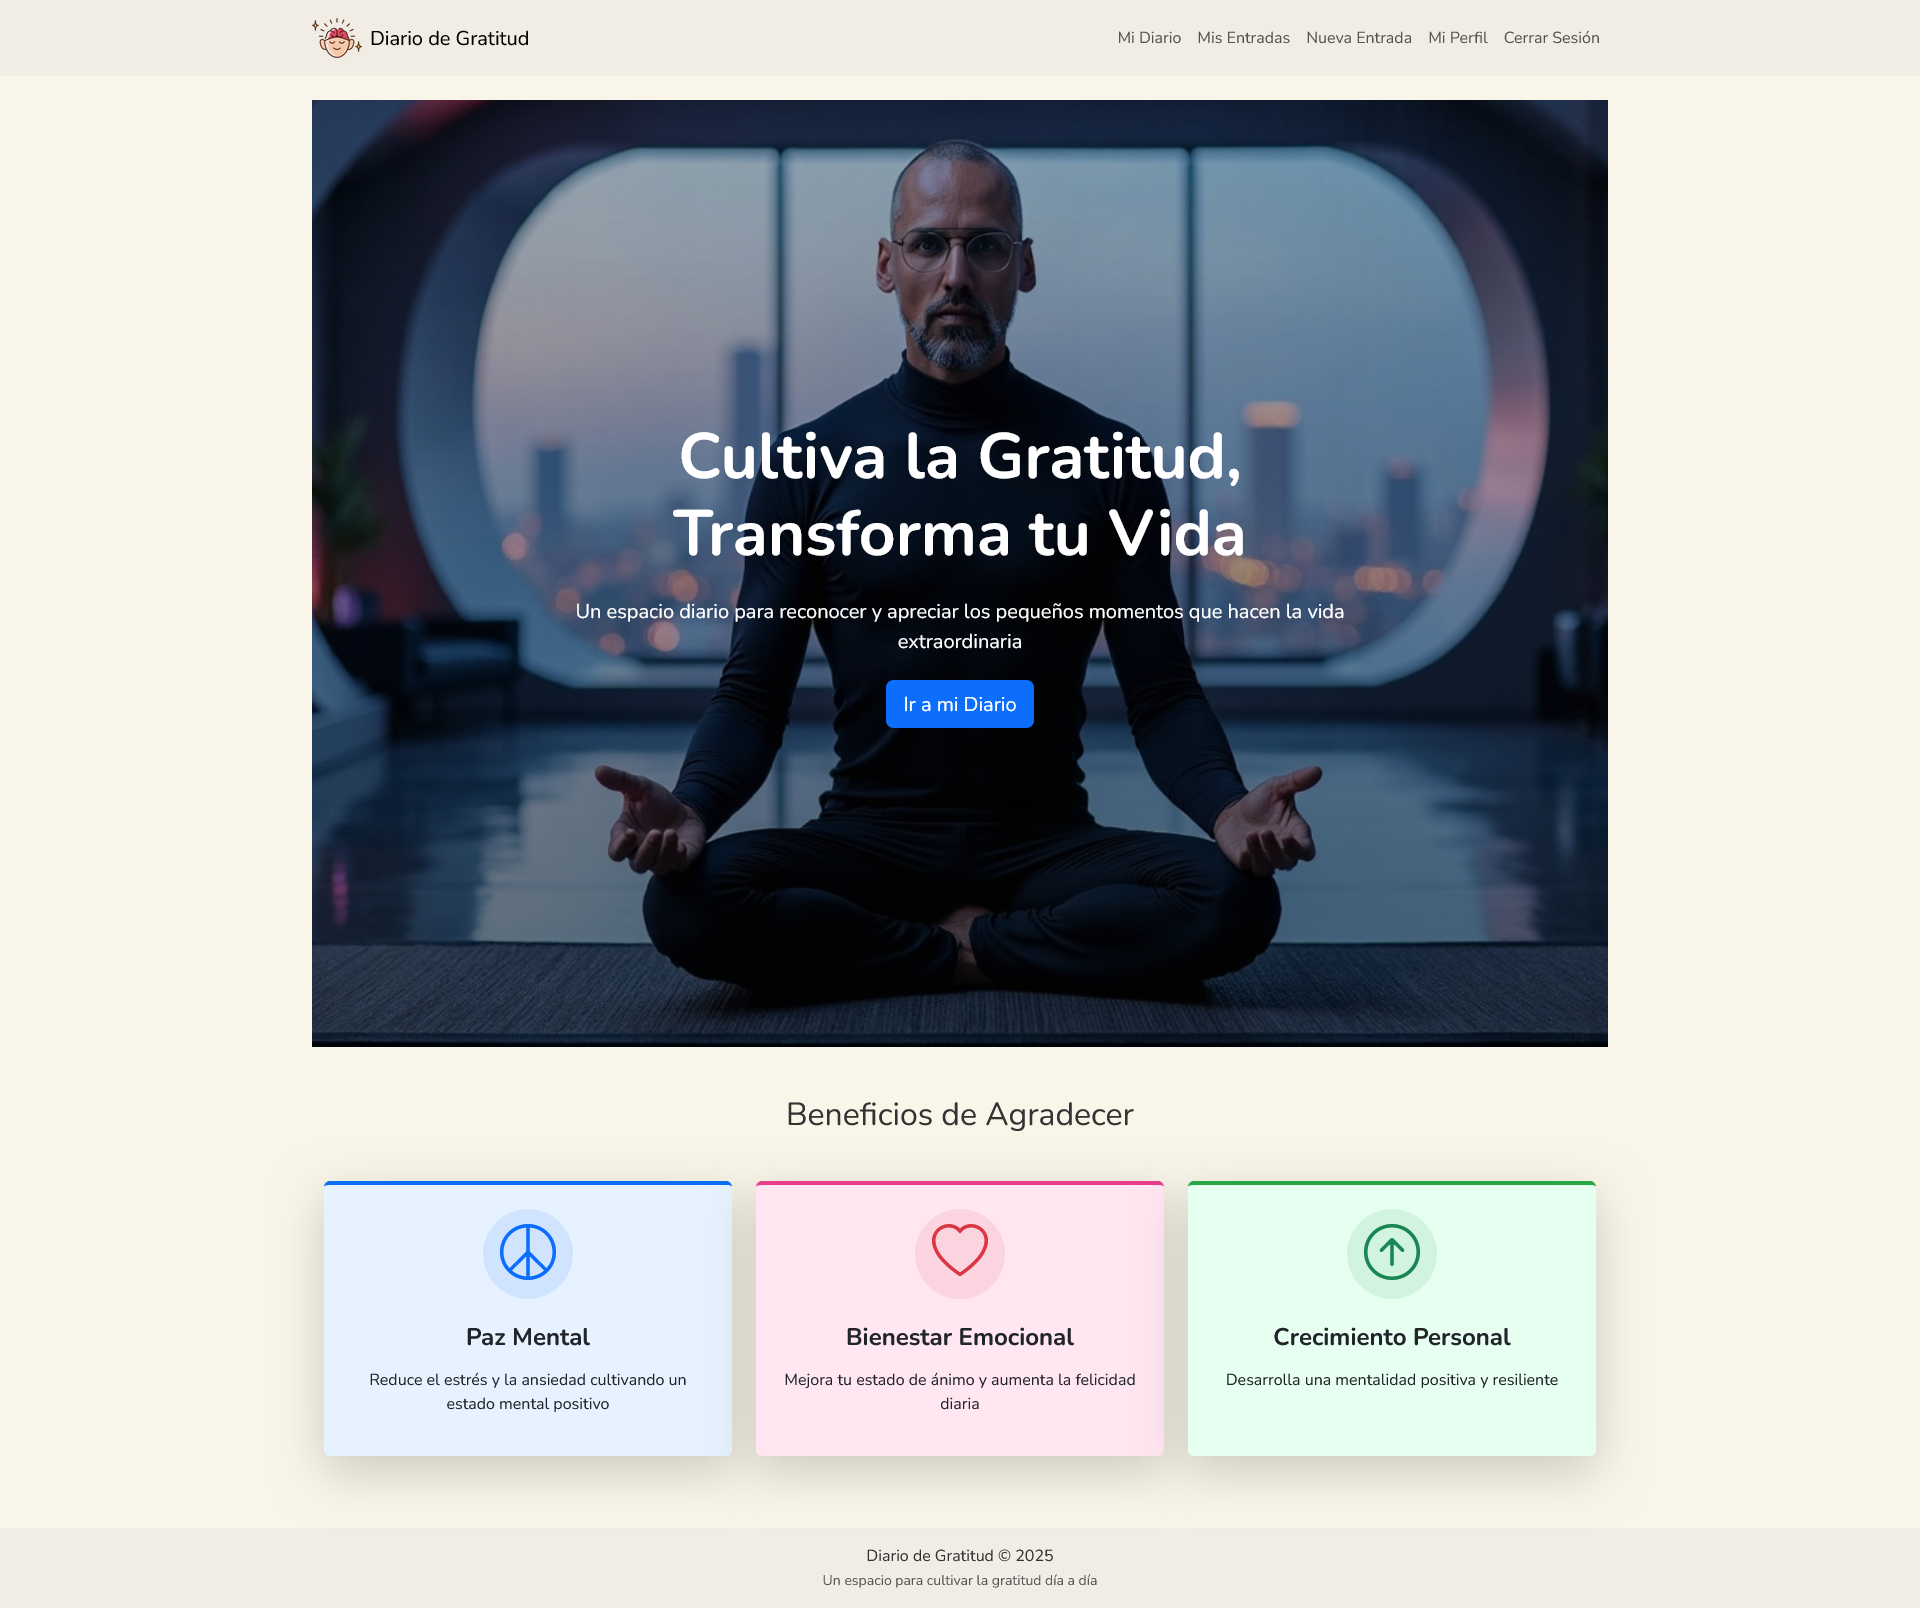 Diario de Gratitud
Mi Diario
Mis Entradas
Nueva Entrada
Mi Perfil
Cerrar Sesión
Cultiva la Gratitud,
Transforma tu Vida
Un espacio diario para reconocer y apreciar los pequeños momentos que hacen la vida
extraordinaria
Ir a mi Diario
Beneficios de Agradecer
Paz Mental
Reduce el estrés y la ansiedad cultivando un
estado mental positivo
Bienestar Emocional
Mejora tu estado de ánimo y aumenta la felicidad
diaria
Crecimiento Personal
Desarrolla una mentalidad positiva y resiliente
Diario de Gratitud © 2025
Un espacio para cultivar la gratitud día a día